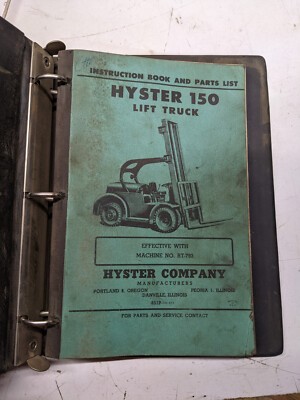 INSTRUCTION BOOK AND PARTS LIST
HYSTER 150
LIFT TRUCK
EFFECTIVE WITH
MACHINE NO.
HYSTER COMPANY
MANUFACTURERS
PORTLAND 8, OREGON PEORIA 1, ILLINOIS
DANVILLE, ILLINOIS
FOR PARTS AND SERVICE CONTACT